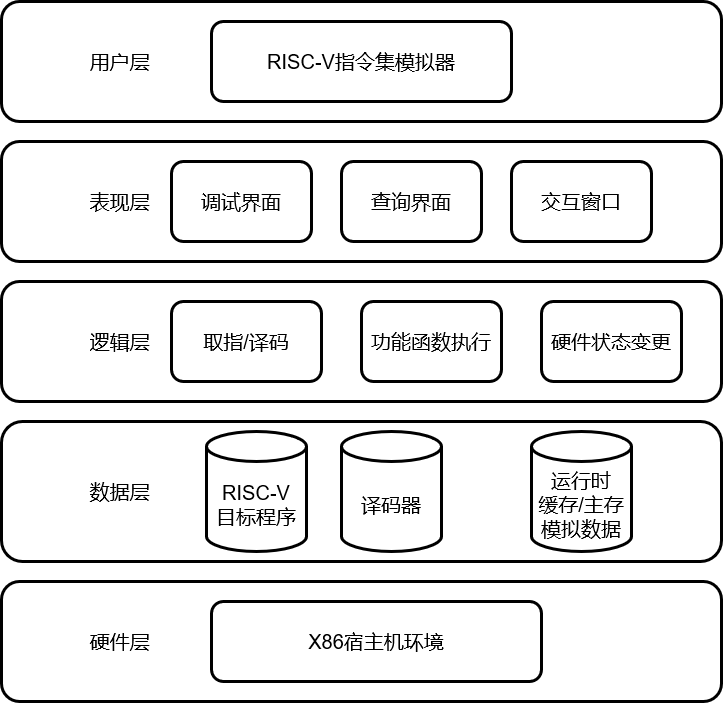 用户层
RISC-V指令集模拟器
表现层
调试界面
查询界面
交互窗口
逻辑层
取指/译码
功能函数执行
硬件状态变更
数据层
RISC-V
目标程序
译码器
运行时
缓存/主存
模拟数据
硬件层
X86宿主机环境